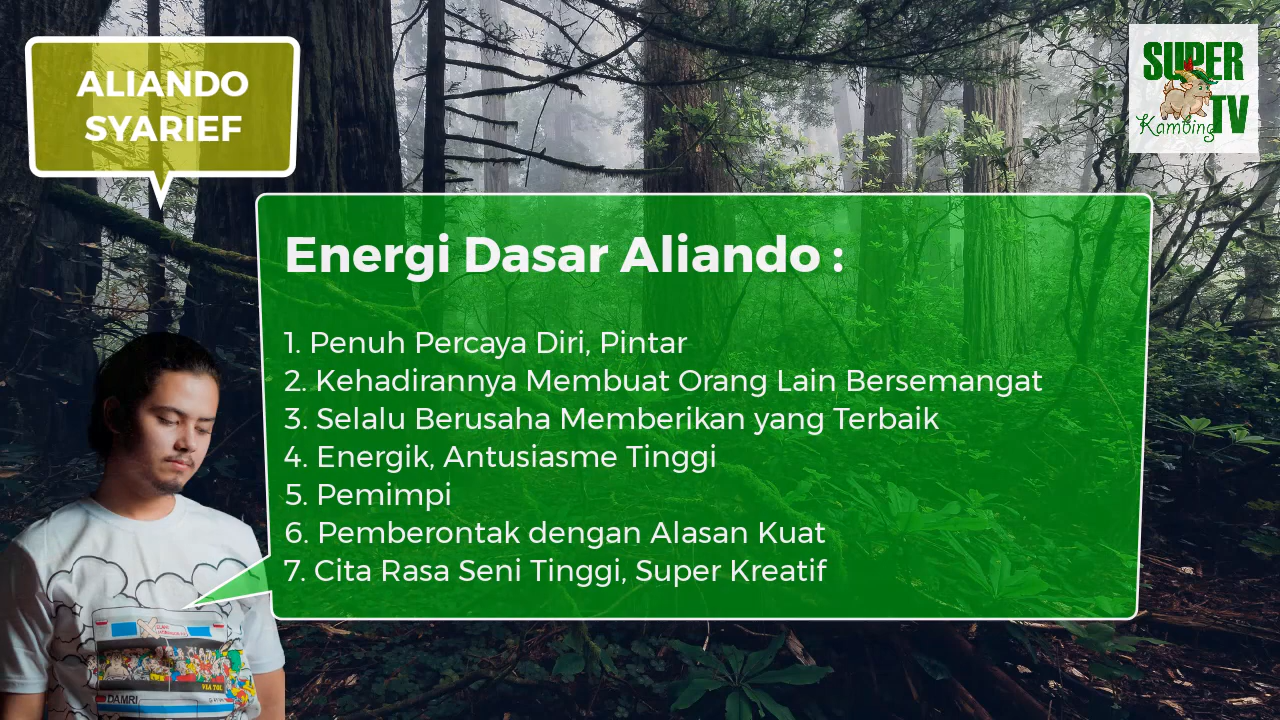 ALIANDO
SYARIEF
SUPER
Kambing TV
Energi Dasar Aliando :
1. Penuh Percaya Diri, Pintar
2. Kehadirannya Membuat Orang Lain Bersemangat
3. Selalu Berusaha Memberikan yang Terbaik
4. Energik, Antusiasme Tinggi
5. Pemimpi
6. Pemberontak dengan Alasan Kuat
7. Cita Rasa Seni Tinggi, Super Kreatif
VIA TOL
DAMRI